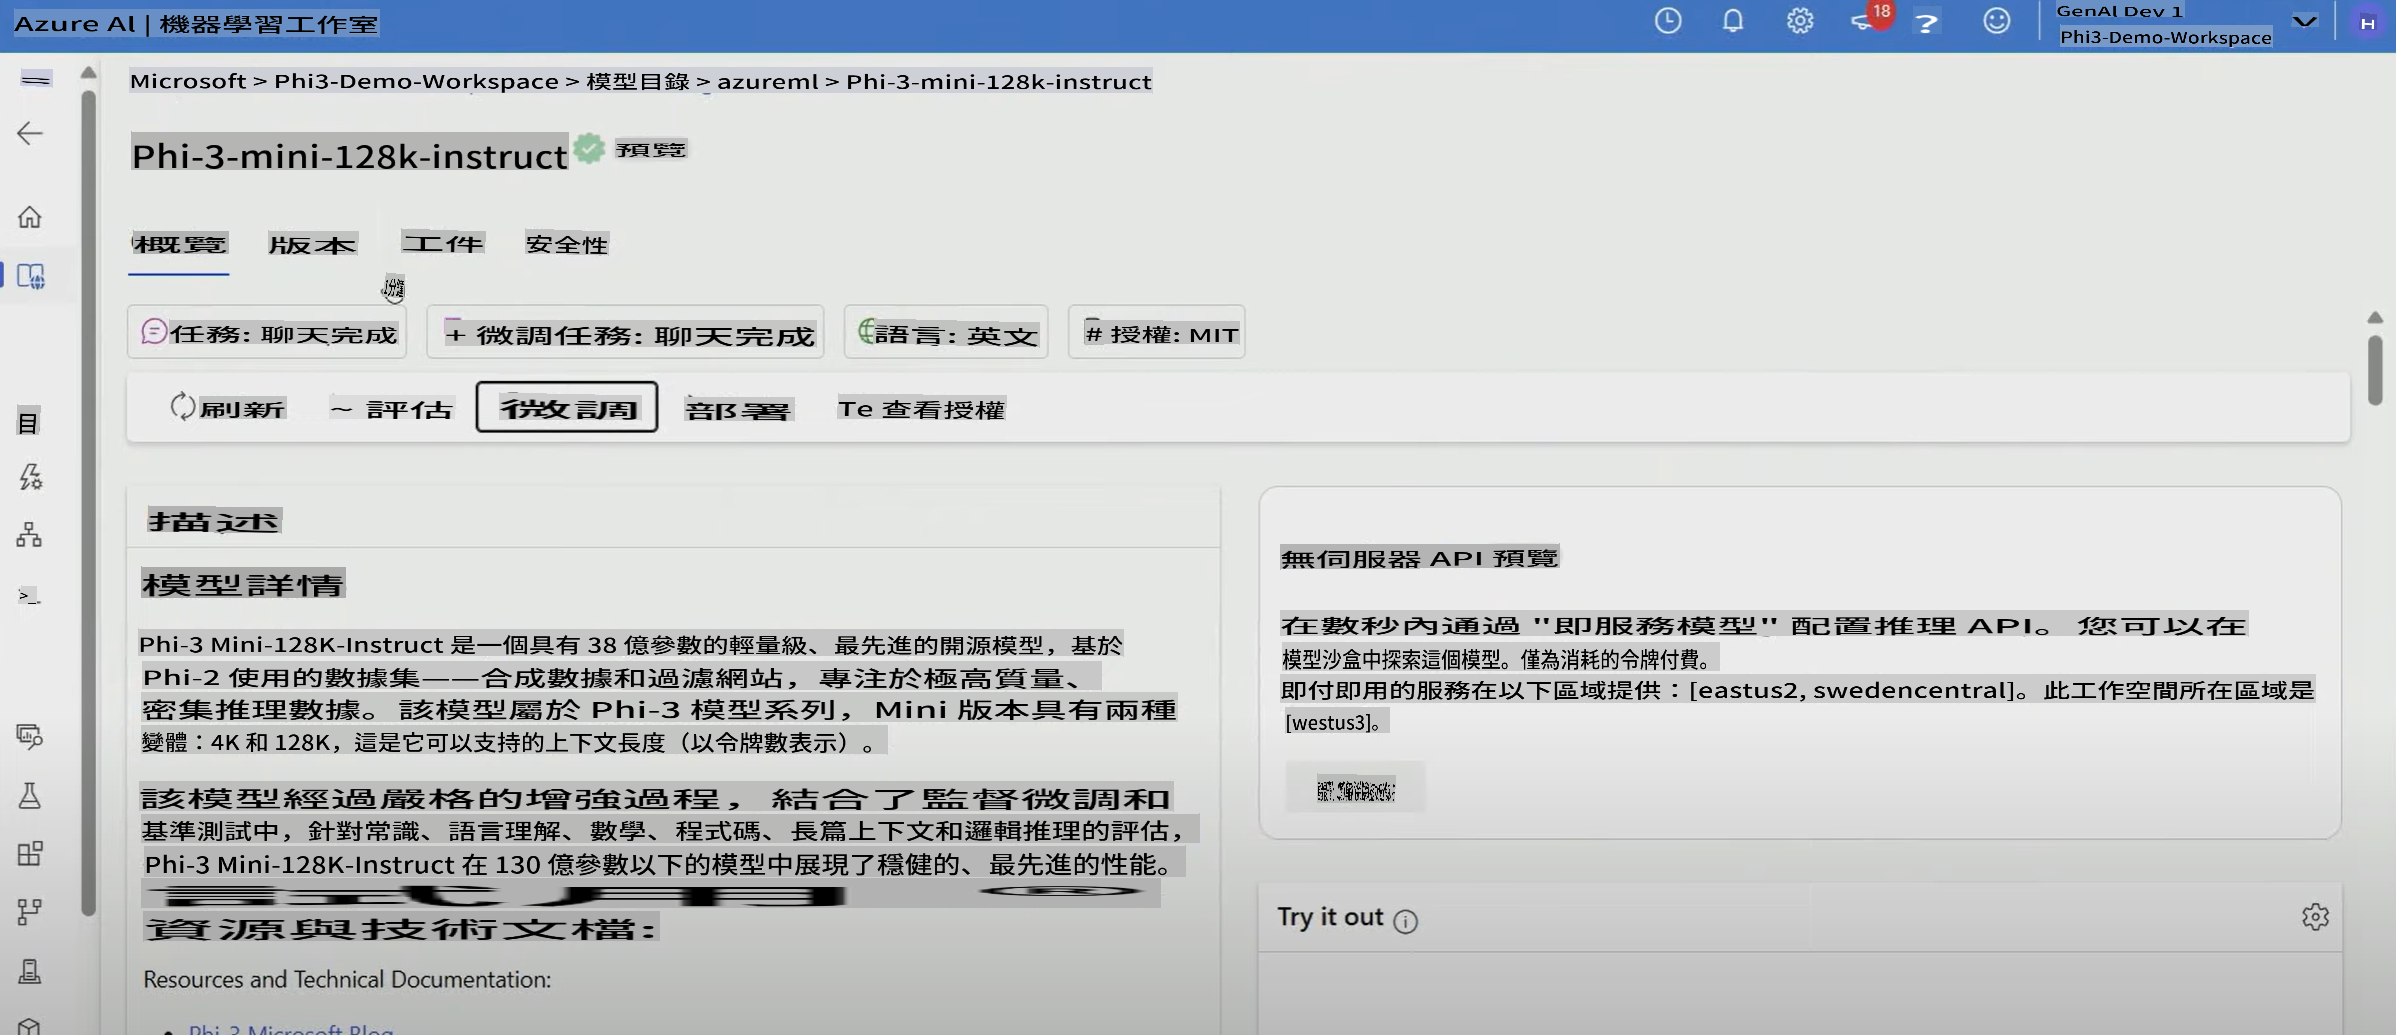 Azure Al | 機器學習工作室
18
?
GenAl Dev 1
Phi3-Demo-Workspace
H
Microsoft > Phi3-Demo-Workspace > 模型目錄 > azureml > Phi-3-mini-128k-instruct
Phi-3-mini-128k-instruct 預覽
概覽 版本 工件 安全性
任務: 聊天完成 + 微調任務: 聊天完成 語言: 英文 # 授權: MIT
刷新 ~ 評估 微調 部署 Te 查看授權
目
>_
描述
模型詳情
Phi-3 Mini-128K-Instruct 是一個具有 38 億參數的輕量級、最先進的開源模型，基於
Phi-2 使用的數據集——合成數據和過濾網站，專注於極高質量、
密集推理數據。該模型屬於 Phi-3 模型系列，Mini 版本具有兩種
變體：4K 和 128K，這是它可以支持的上下文長度（以令牌數表示）。
該模型經過嚴格的增強過程，結合了監督微調和
基準測試中，針對常識、語言理解、數學、程式碼、長篇上下文和邏輯推理的評估，
Phi-3 Mini-128K-Instruct 在 130 億參數以下的模型中展現了穩健的、最先進的性能。
資源與技術文檔:
Resources and Technical Documentation:
Phi-3 Microsoft Blog
無伺服器 API 預覽
在數秒內通過 "即服務模型" 配置推理 API。您可以在
模型沙盒中探索這個模型。僅為消耗的令牌付費。
即付即用的服務在以下區域提供：[eastus2, swedencentral]。此工作空間所在區域是
[westus3]。
Try it out